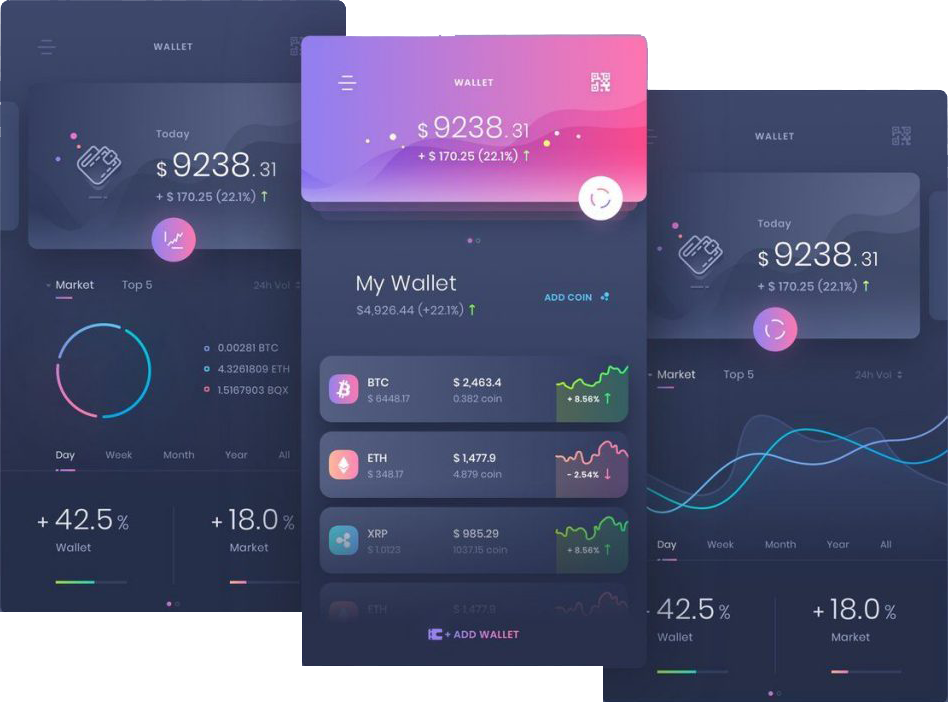 WALLET
Today
$ 9238.31
+ $ 170.25 (22.1%) ↑
Market Top 5 24h Vol
0.00281 BTC
4.3261809 ETH
1.5167903 BQX
Day Week Month Year All
+ 42.5 % + 18.0 %
Wallet Market
WALLET
$ 9238.31
+ $ 170.25 (22.1%) ↑
My Wallet
$4,926.44 (+22.1%) ↑
ADD COIN
BTC $ 2,463.4
$ 6448.17 0.382 coin
+ 8.56% ↑
ETH $ 1,477.9
$ 348.17 4.879 coin
- 2.54% ↓
XRP $ 985.29
$ 1.0123 1037.15 coin
+ 8.56% ↑
ETH $ 1,477.9
+ ADD WALLET
WALLET
Today
$ 9238.31
+ $ 170.25 (22.1%) ↑
Market Top 5 24h Vol
Day Week Month Year All
42.5 % + 18.0 %
Wallet Market